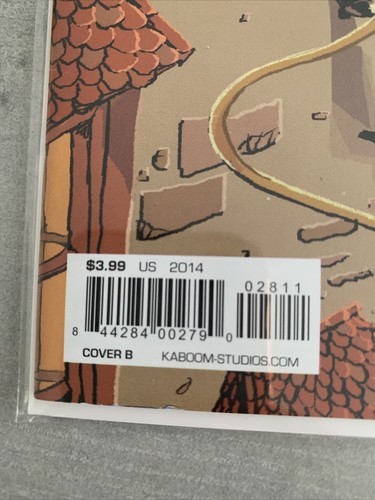 $3.99 US 2014
02811
8 44284 00279 0
COVER B KABOOM-STUDIOS.COM